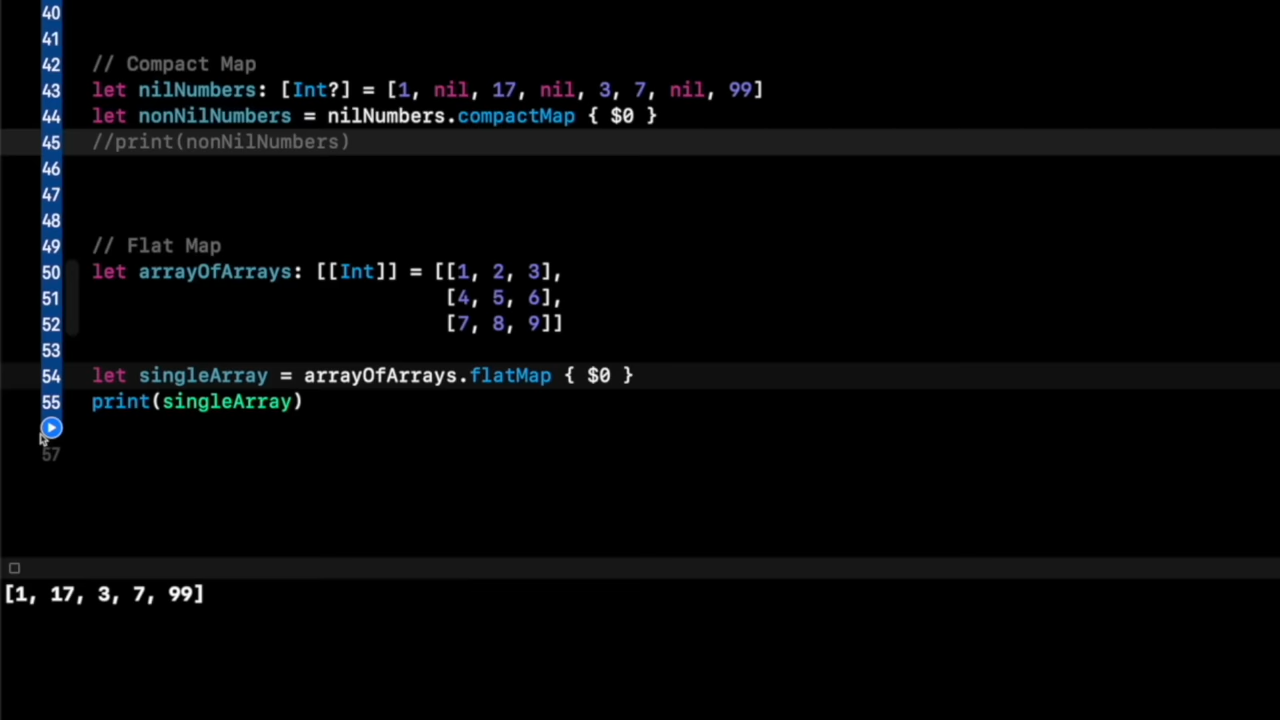 40
41
42 // Compact Map
43 let nilNumbers: [Int?] = [1, nil, 17, nil, 3, 7, nil, 99]
44 let nonNilNumbers = nilNumbers.compactMap { $0 }
45 //print(nonNilNumbers)
46
47
48
49 // Flat Map
50 let arrayOfArrays: [[Int]] = [[1, 2, 3],
51 [4, 5, 6],
52 [7, 8, 9]]
53
54 let singleArray = arrayOfArrays.flatMap { $0 }
55 print(singleArray)
57
[1, 17, 3, 7, 99]